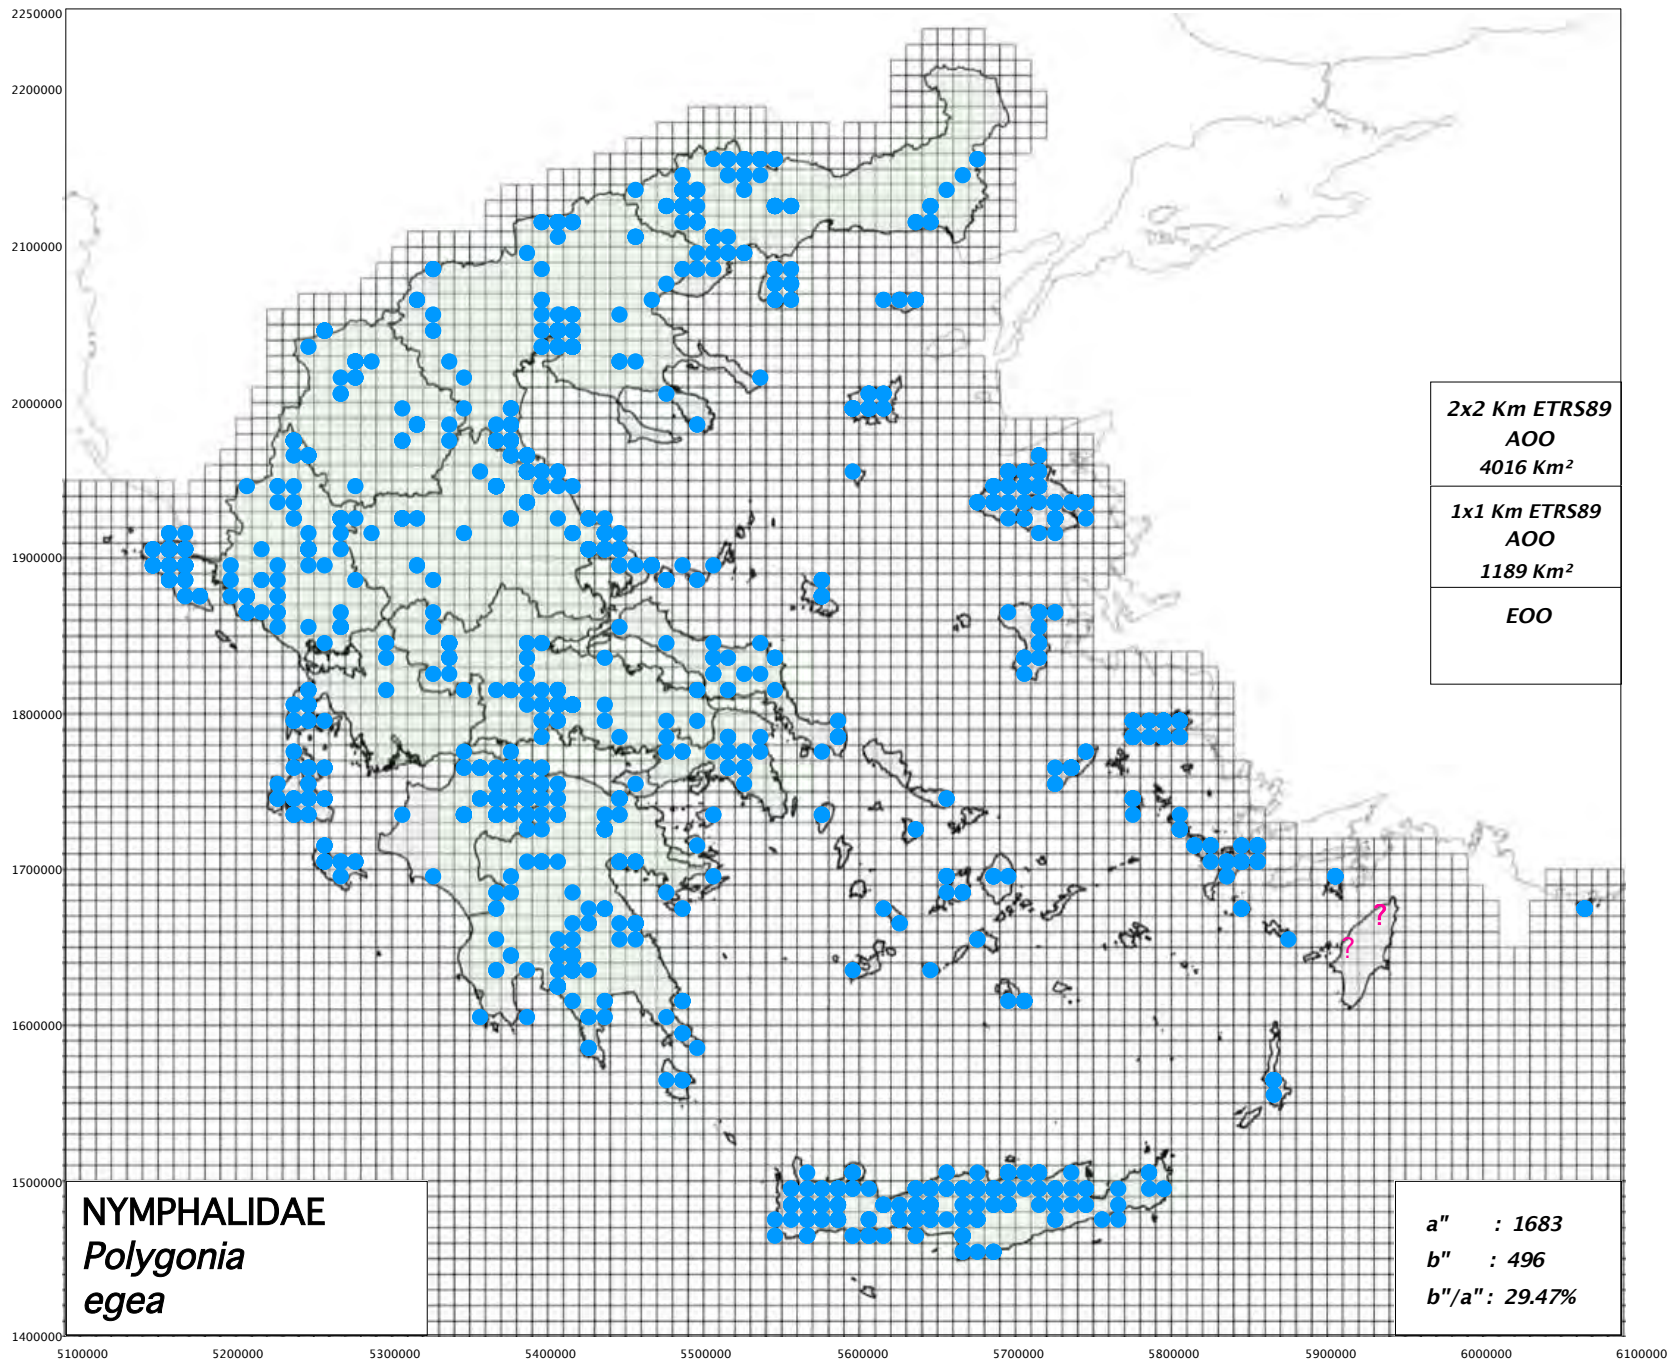 2250000
2200000
2100000
2000000
1900000
1800000
1700000
1600000
1500000
1400000
2x2 Km ETRS89
AOO
4016 Km²
1x1 Km ETRS89
AOO
1189 Km²
EOO
?
?
NYMPHALIDAE
Polygonia
egea
a" : 1683
b" : 496
b"/a" : 29.47%
5100000 5200000 5300000 5400000 5500000 5600000 5700000 5800000 5900000 6000000 6100000